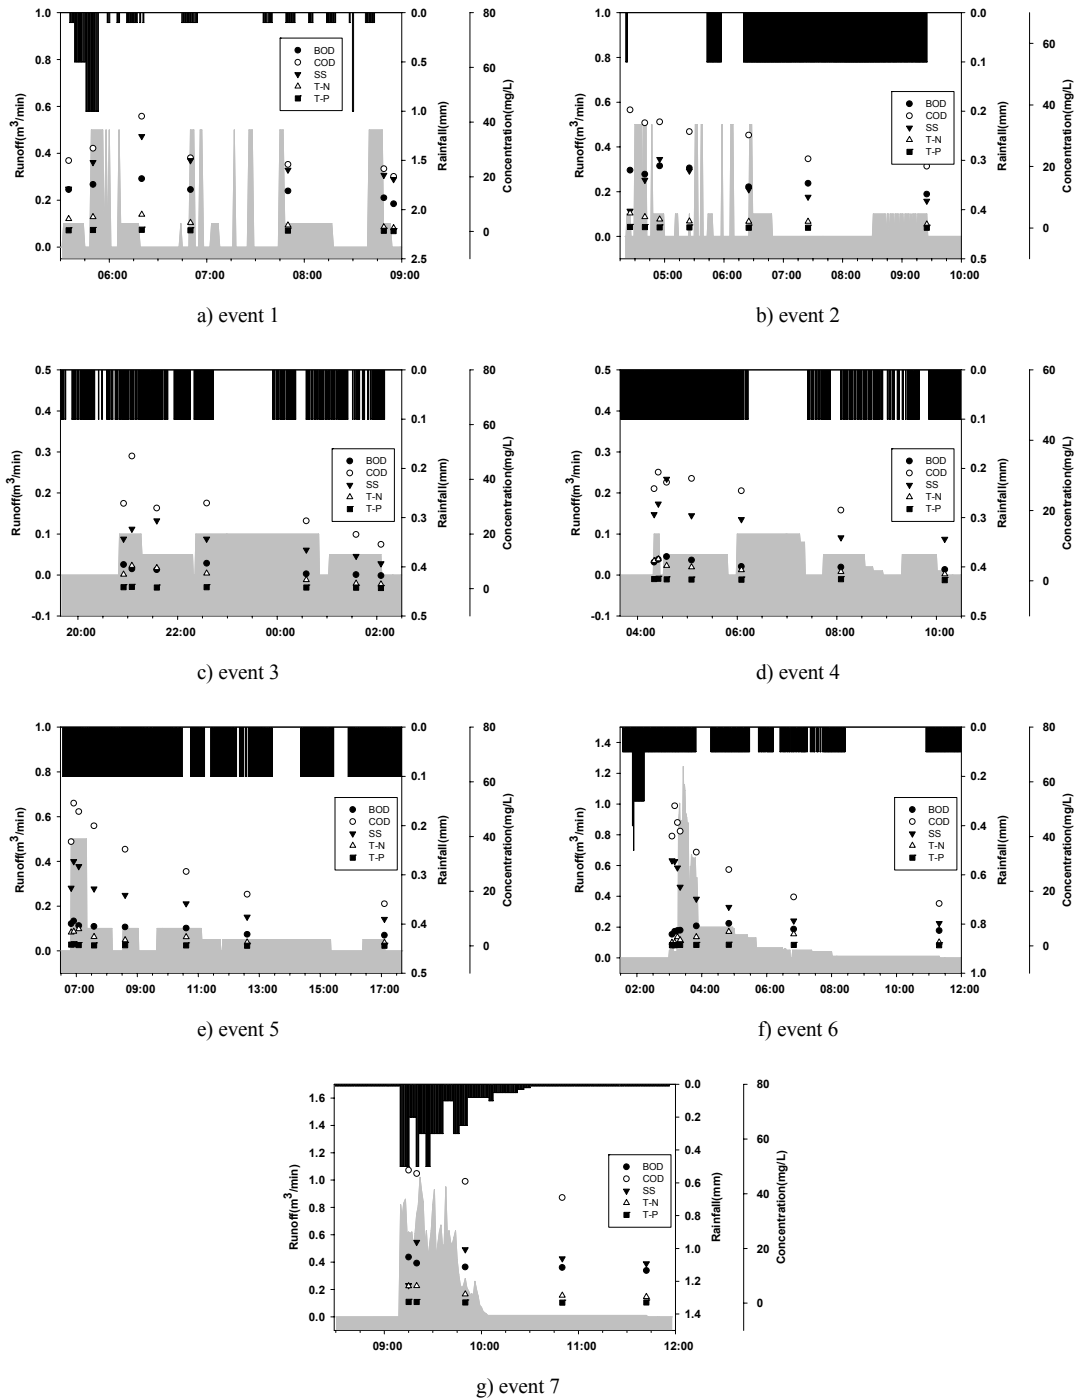 1.0 0.0 80
0.8 0.5 60
0.6 1.0 40
0.4 1.5 20
0.2 2.0 0
0.0 2.5
Runoff(m³/min)
Rainfall(mm)
Concentration(mg/L)
BOD
COD
SS
T-N
T-P
06:00 07:00 08:00 09:00
a) event 1
1.0 0.0
0.8 0.1 60
0.6 0.2 40
0.4 0.3 20
0.2 0.4 0
0.0 0.5
Runoff(m³/min)
Rainfall(mm)
Concentration(mg/L)
BOD
COD
SS
T-N
T-P
05:00 06:00 07:00 08:00 09:00 10:00
b) event 2
0.5 0.0 80
0.4 0.1 60
0.3 0.2 40
0.2 0.3 20
0.1 0.4 0
0.0 0.5
-0.1
Runoff(m³/min)
Rainfall(mm)
Concentration(mg/L)
BOD
COD
SS
T-N
T-P
20:00 22:00 00:00 02:00
c) event 3
0.5 0.0 60
0.4 0.1 40
0.3 0.2 20
0.2 0.3 0
0.1 0.4
0.0 0.5
-0.1
Runoff(m³/min)
Rainfall(mm)
Concentration(mg/L)
BOD
COD
SS
T-N
T-P
04:00 06:00 08:00 10:00
d) event 4
1.0 0.0 80
0.8 0.1 60
0.6 0.2 40
0.4 0.3 20
0.2 0.4 0
0.0 0.5
Runoff(m³/min)
Rainfall(mm)
Concentration(mg/L)
BOD
COD
SS
T-N
T-P
07:00 09:00 11:00 13:00 15:00 17:00
e) event 5
1.4 0.0 80
1.2 0.2 60
1.0 0.4 40
0.8 0.6 20
0.6 0.8 0
0.4 1.0
0.2
0.0
Runoff(m³/min)
Rainfall(mm)
Concentration(mg/L)
BOD
COD
SS
T-N
T-P
02:00 04:00 06:00 08:00 10:00 12:00
f) event 6
1.6 0.0 80
1.4 0.2 60
1.2 0.4 40
1.0 0.6 20
0.8 0.8 0
0.6 1.0
0.4 1.2
0.2 1.4
0.0
Runoff(m³/min)
Rainfall(mm)
Concentration(mg/L)
BOD
COD
SS
T-N
T-P
09:00 10:00 11:00 12:00
g) event 7